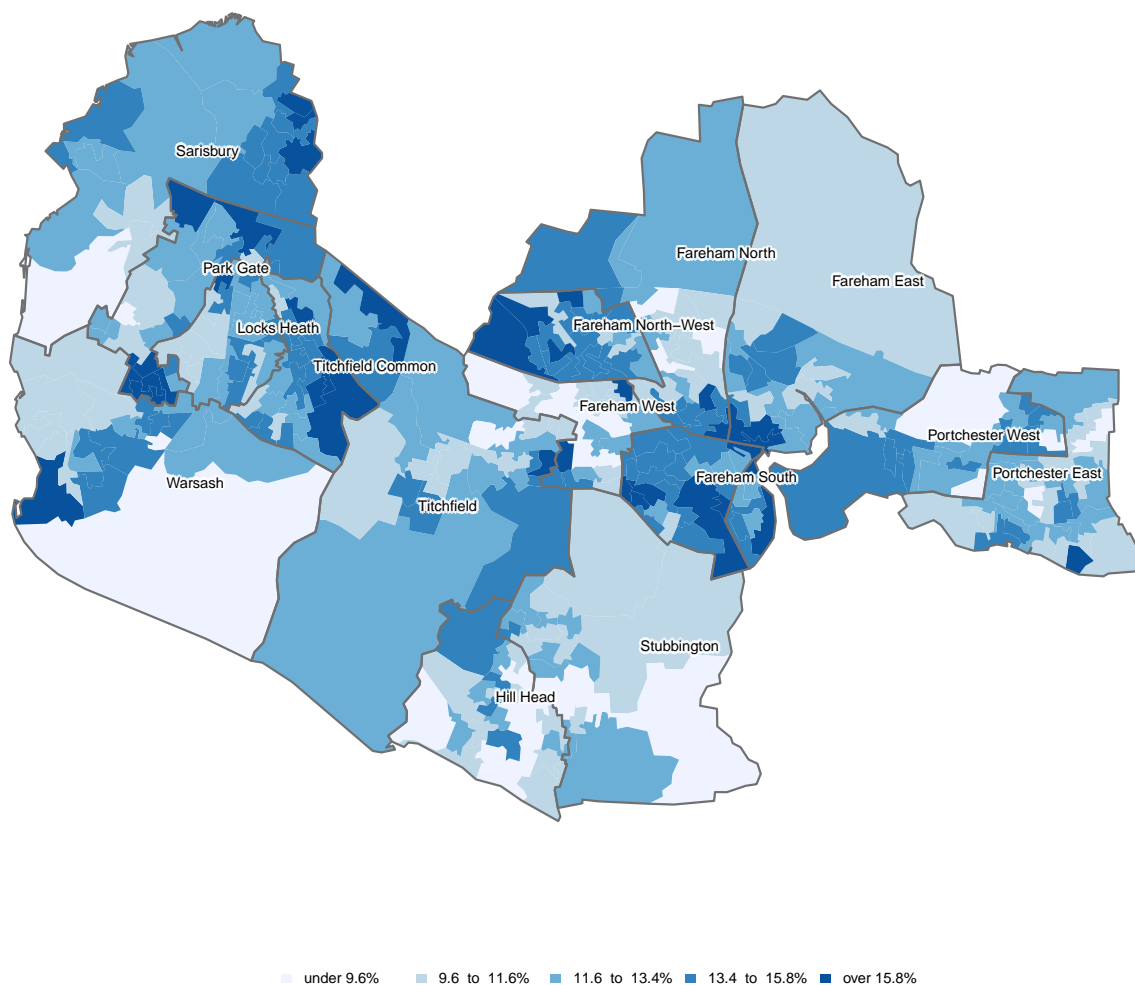 Sarisbury
Fareham North
Park Gate
Fareham East
Locks Heath
Fareham North−West
Titchfield Common
Fareham West
Portchester West
Warsash
Portchester East
Fareham South
Titchfield
Stubbington
Hill Head
under 9.6%
9.6 to 11.6%
11.6 to 13.4%
13.4 to 15.8%
over 15.8%